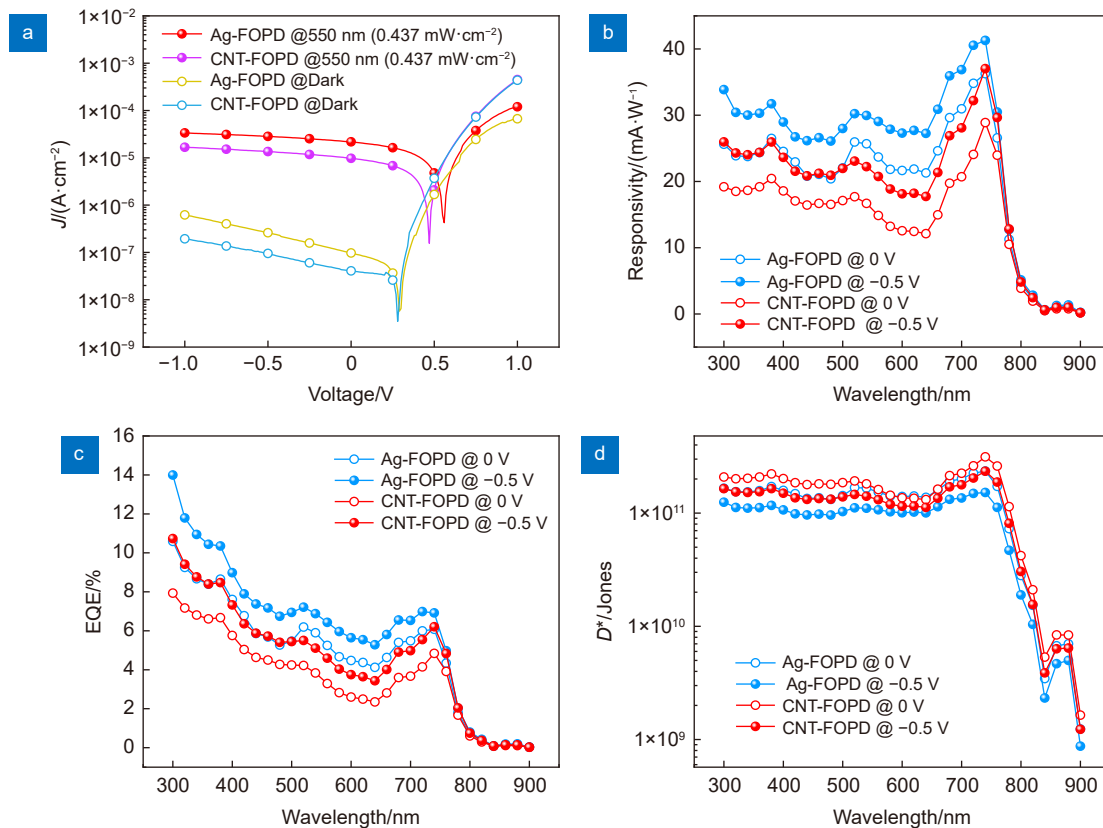 a
1×10⁻²
1×10⁻³
1×10⁻⁴
1×10⁻⁵
1×10⁻⁶
1×10⁻⁷
1×10⁻⁸
1×10⁻⁹
J/(A·cm⁻²)
Ag-FOPD @550 nm (0.437 mW·cm⁻²)
CNT-FOPD @550 nm (0.437 mW·cm⁻²)
Ag-FOPD @Dark
CNT-FOPD @Dark
−1.0 −0.5 0 0.5 1.0
Voltage/V
b
40
30
20
10
0
Responsivity/(mA·W⁻¹)
Ag-FOPD @ 0 V
Ag-FOPD @ −0.5 V
CNT-FOPD @ 0 V
CNT-FOPD @ −0.5 V
300 400 500 600 700 800 900
Wavelength/nm
c
16
14
12
10
8
6
4
2
0
EQE/%
Ag-FOPD @ 0 V
Ag-FOPD @ −0.5 V
CNT-FOPD @ 0 V
CNT-FOPD @ −0.5 V
300 400 500 600 700 800 900
Wavelength/nm
d
1×10¹¹
1×10¹⁰
1×10⁹
D*/Jones
Ag-FOPD @ 0 V
Ag-FOPD @ −0.5 V
CNT-FOPD @ 0 V
CNT-FOPD @ −0.5 V
300 400 500 600 700 800 900
Wavelength/nm